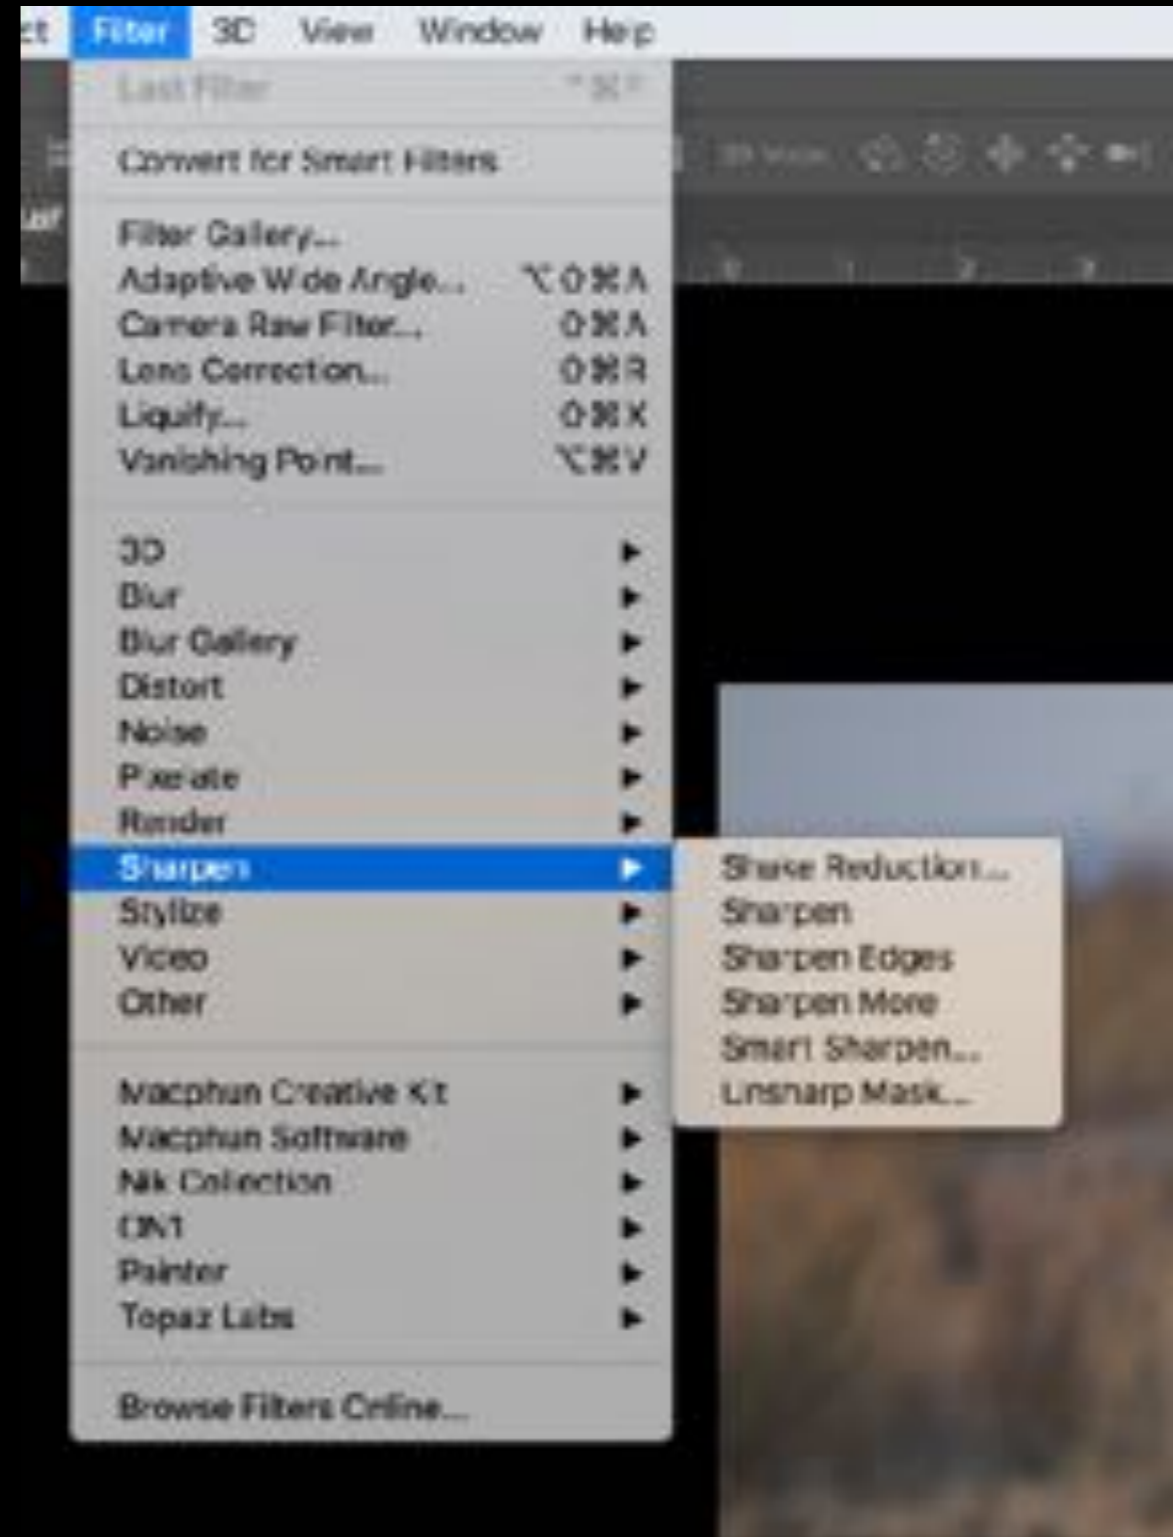 Filter 3D View Window Help
Last Filter
Convert for Smart Filters
Filter Gallery...
Adaptive Wide Angle... ⌥⇧⌘A
Camera Raw Filter... ⇧⌘A
Lens Correction... ⇧⌘R
Liquify... ⇧⌘X
Vanishing Point... ⌥⌘V
3D
Blur
Blur Gallery
Distort
Noise
Pixelate
Render
Sharpen
Stylize
Video
Other
Shake Reduction...
Sharpen
Sharpen Edges
Sharpen More
Smart Sharpen...
Unsharp Mask...
Macphun Creative Kit
Macphun Software
Nik Collection
ON1
Painter
Topaz Labs
Browse Filters Online...